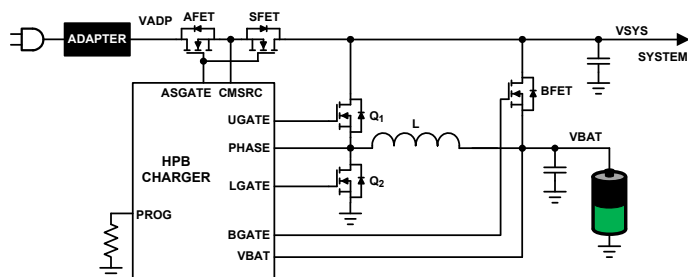 VADP
AFET
SFET
ADAPTER
VSYS
SYSTEM
ASGATE
CMSRC
BFET
UGATE
Q1
L
VBAT
HPB
CHARGER
PHASE
LGATE
Q2
PROG
BGATE
VBAT